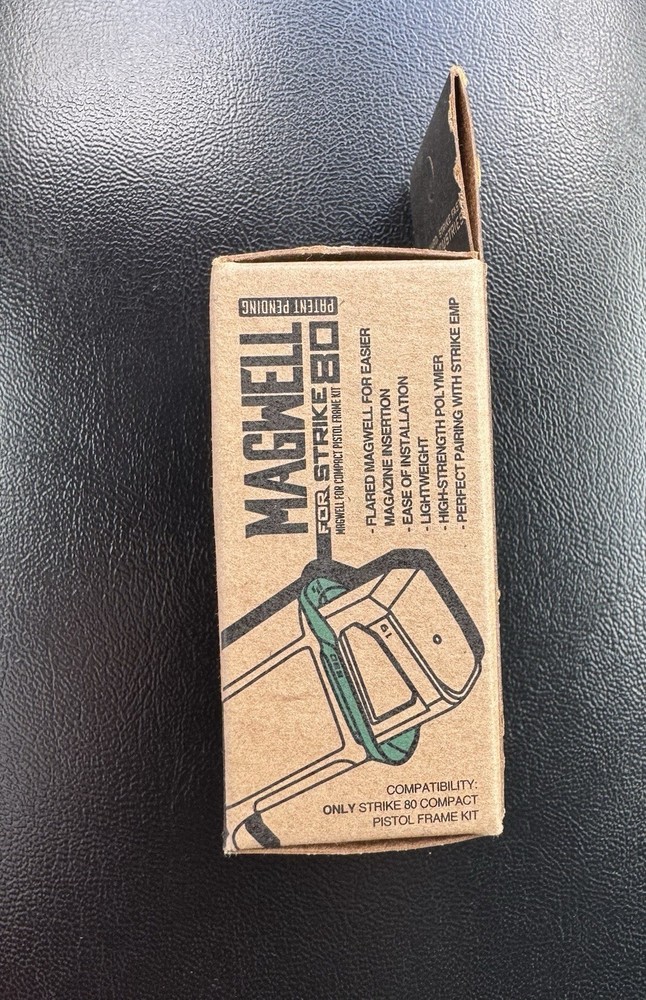 MAGWELL
PATENT PENDING
FOR STRIKE 80
MAGWELL FOR COMPACT PISTOL FRAME KIT
- FLARED MAGWELL FOR EASIER
MAGAZINE INSERTION
- EASE OF INSTALLATION
- LIGHTWEIGHT
- HIGH-STRENGTH POLYMER
- PERFECT PAIRING WITH STRIKE EMP
19
COMPATIBILITY:
ONLY STRIKE 80 COMPACT
PISTOL FRAME KIT